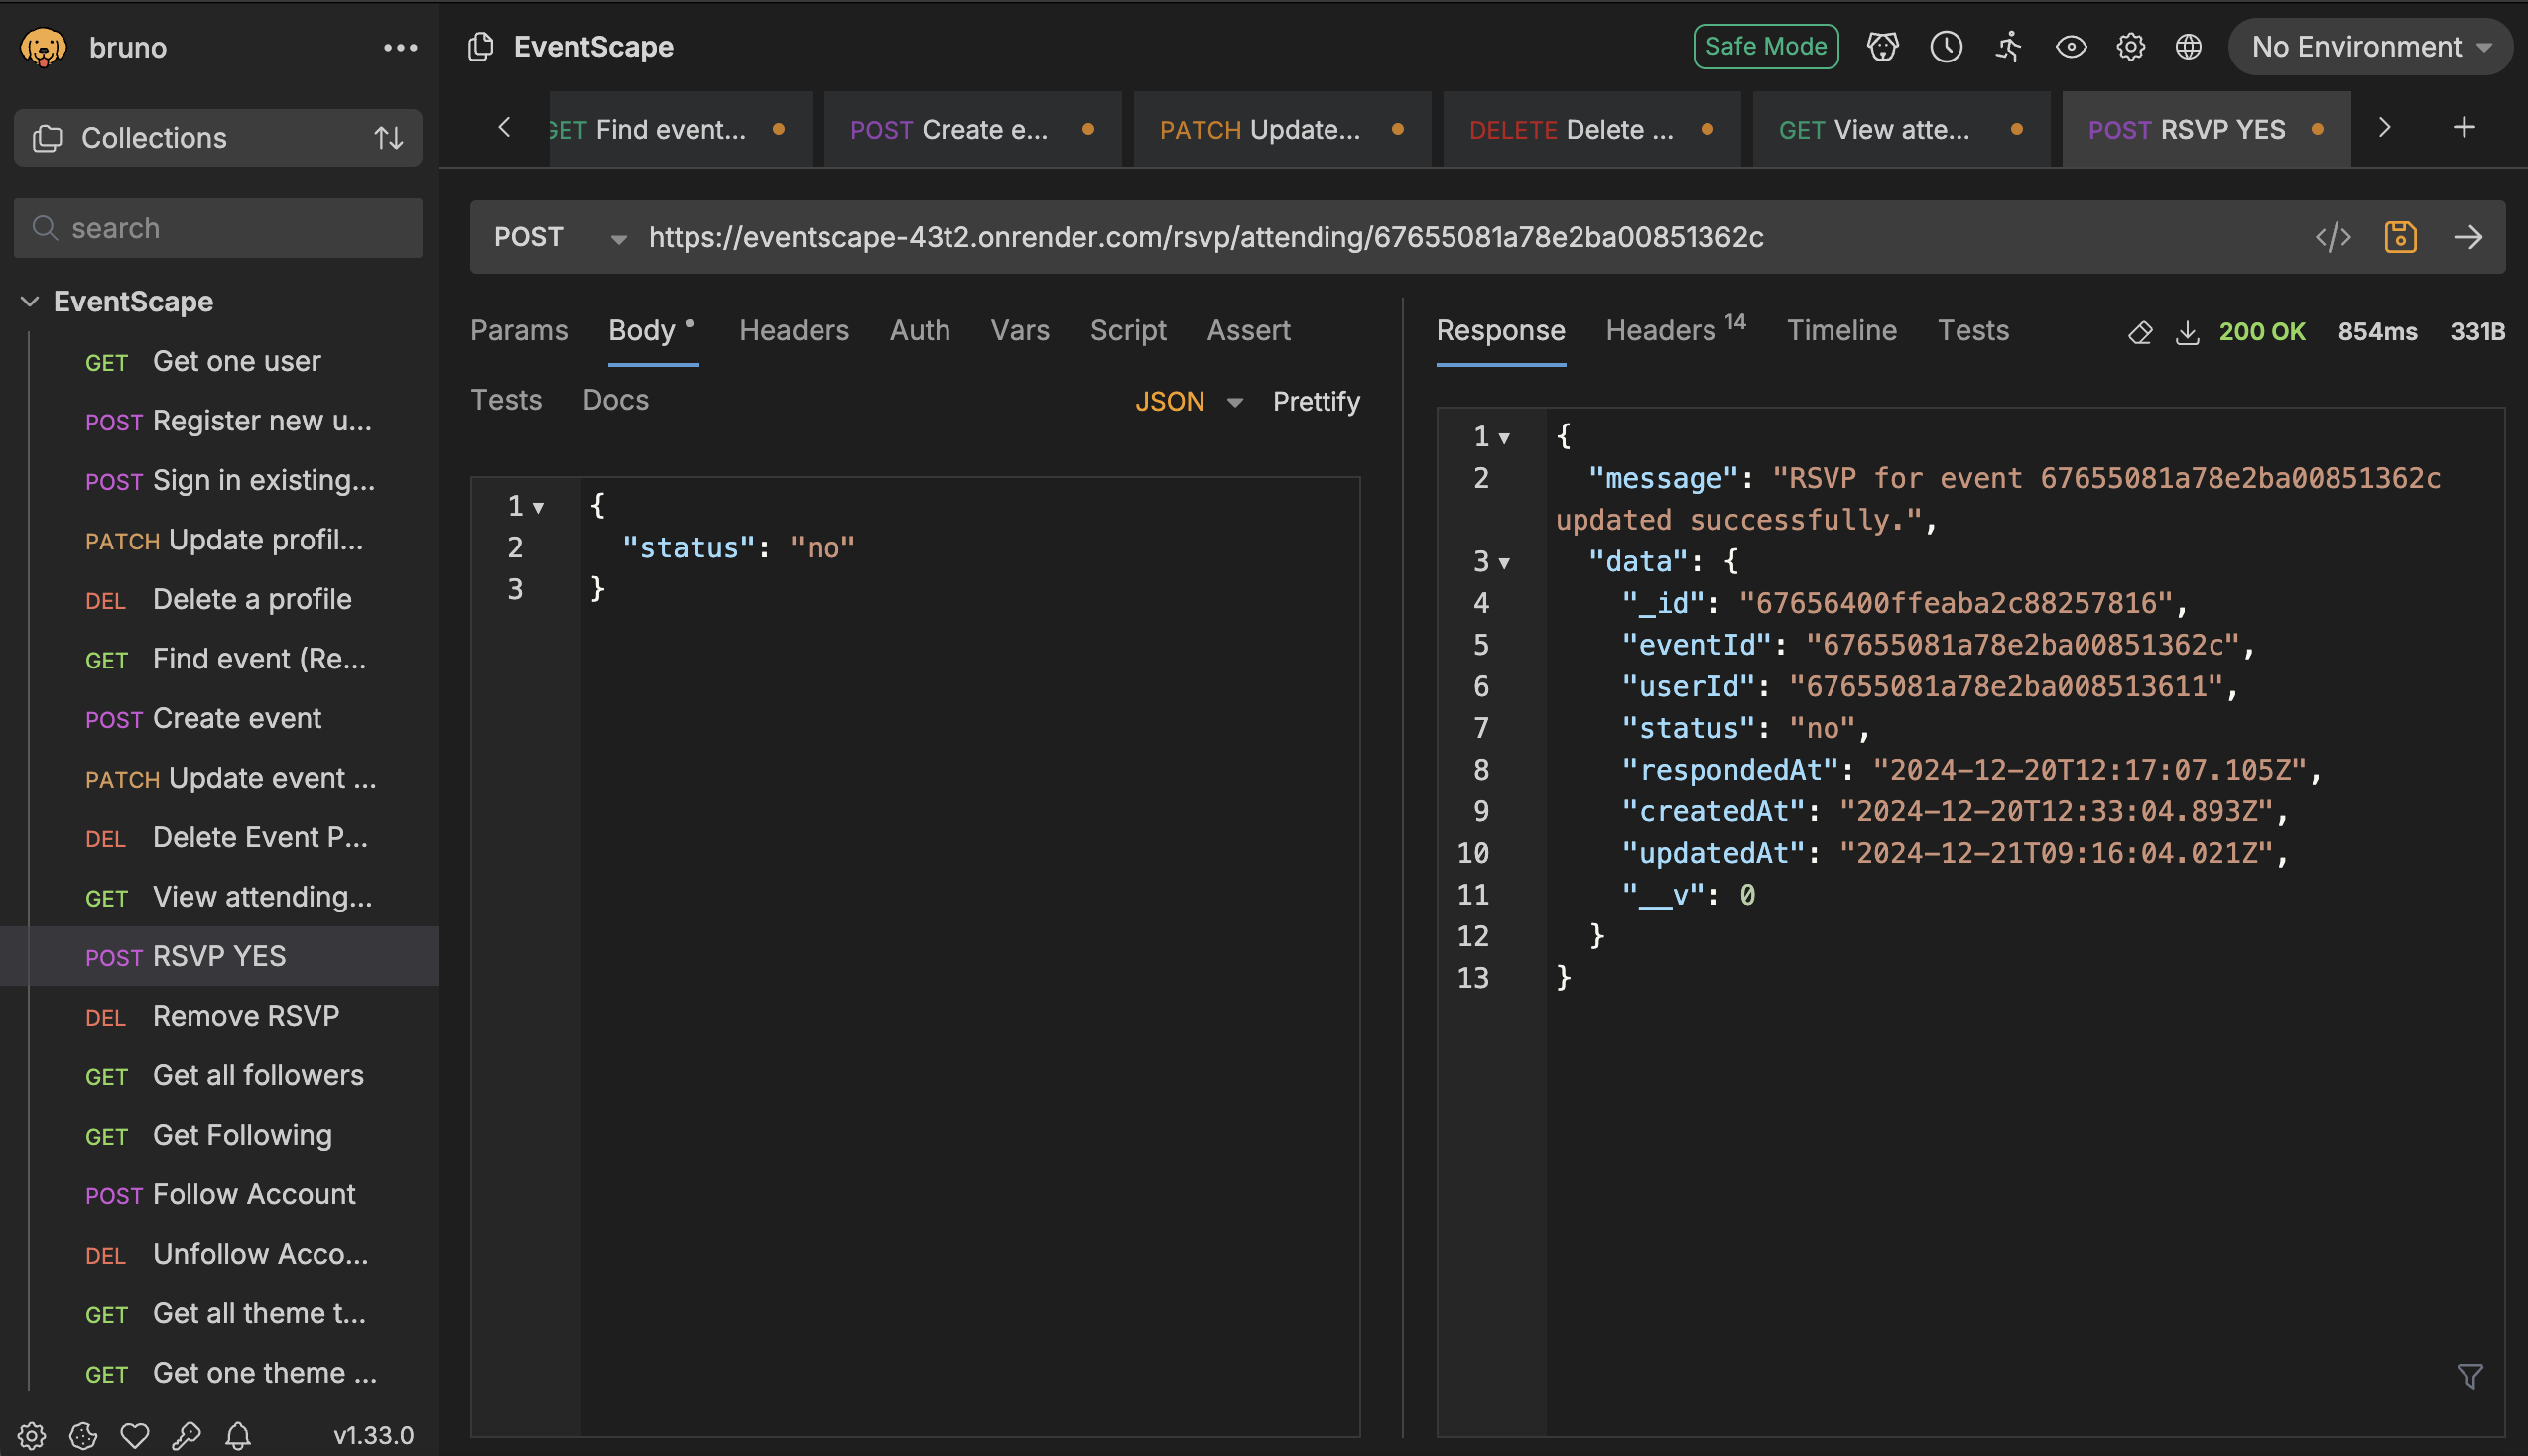 bruno
Collections
search
EventScape
GET Get one user
POST Register new u...
POST Sign in existing...
PATCH Update profil...
DEL Delete a profile
GET Find event (Re...
POST Create event
PATCH Update event ...
DEL Delete Event P...
GET View attending...
POST RSVP YES
DEL Remove RSVP
GET Get all followers
GET Get Following
POST Follow Account
DEL Unfollow Acco...
GET Get all theme t...
GET Get one theme ...
v1.33.0
EventScape
Safe Mode
No Environment
GET Find event...
POST Create e...
PATCH Update...
DELETE Delete ...
GET View atte...
POST RSVP YES
POST https://eventscape-43t2.onrender.com/rsvp/attending/67655081a78e2ba00851362c
Params Body Headers Auth Vars Script Assert
Tests Docs JSON Prettify
1 {
2 "status": "no"
3 }
Response Headers 14 Timeline Tests 200 OK 854ms 331B
1 {
2 "message": "RSVP for event 67655081a78e2ba00851362c
updated successfully.",
3 "data": {
4 "_id": "67656400ffeaba2c88257816",
5 "eventId": "67655081a78e2ba00851362c",
6 "userId": "67655081a78e2ba008513611",
7 "status": "no",
8 "respondedAt": "2024-12-20T12:17:07.105Z",
9 "createdAt": "2024-12-20T12:33:04.893Z",
10 "updatedAt": "2024-12-21T09:16:04.021Z",
11 "__v": 0
12 }
13 }